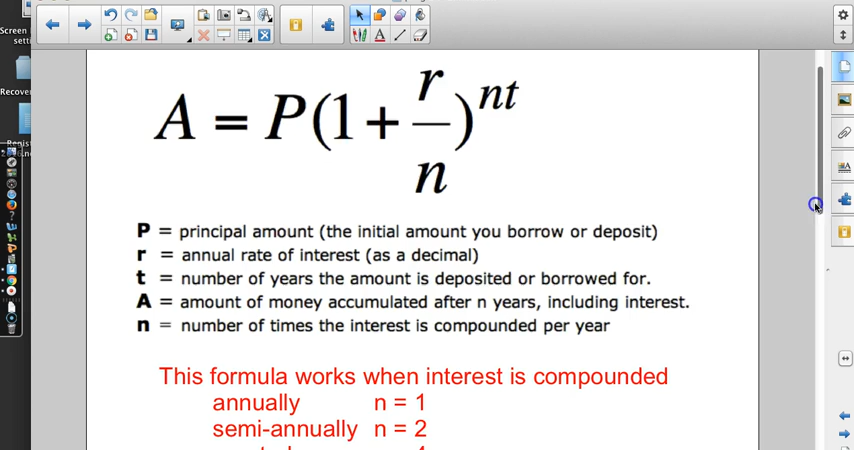 Screen
setti
Recover
Regist
A = P(1 + r/n)^nt
P = principal amount (the initial amount you borrow or deposit)
r = annual rate of interest (as a decimal)
t = number of years the amount is deposited or borrowed for.
A = amount of money accumulated after n years, including interest.
n = number of times the interest is compounded per year
This formula works when interest is compounded
annually n = 1
semi-annually n = 2